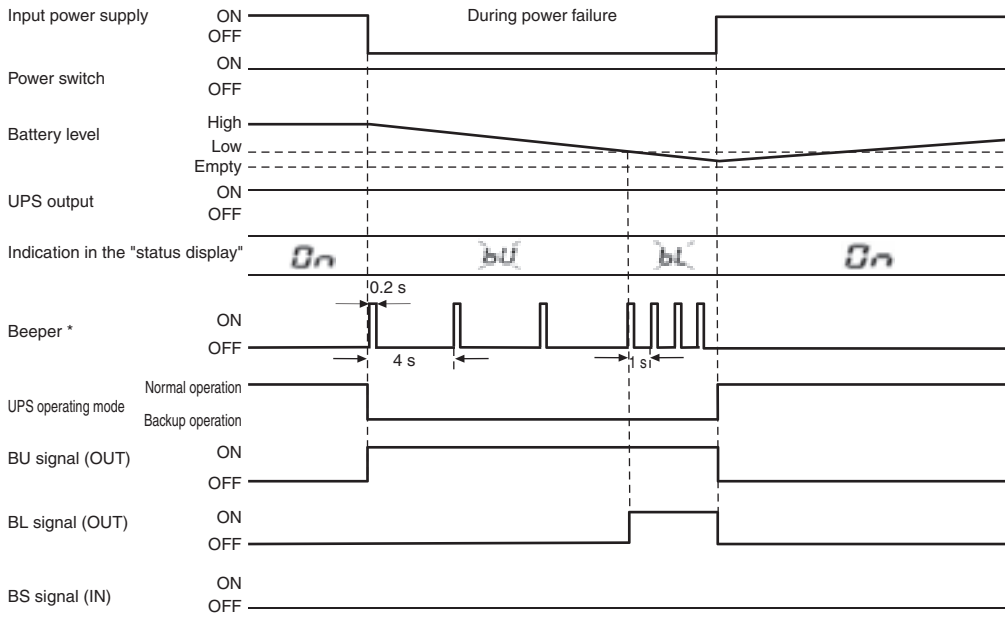 Input power supply ON During power failure
OFF
ON
Power switch
OFF
High
Battery level
Low
Empty
ON
UPS output
OFF
Indication in the "status display" On bU bL On
0.2 s
ON
Beeper *
OFF
4 s 1 s
Normal operation
UPS operating mode
Backup operation
ON
BU signal (OUT)
OFF
ON
BL signal (OUT)
OFF
ON
BS signal (IN)
OFF